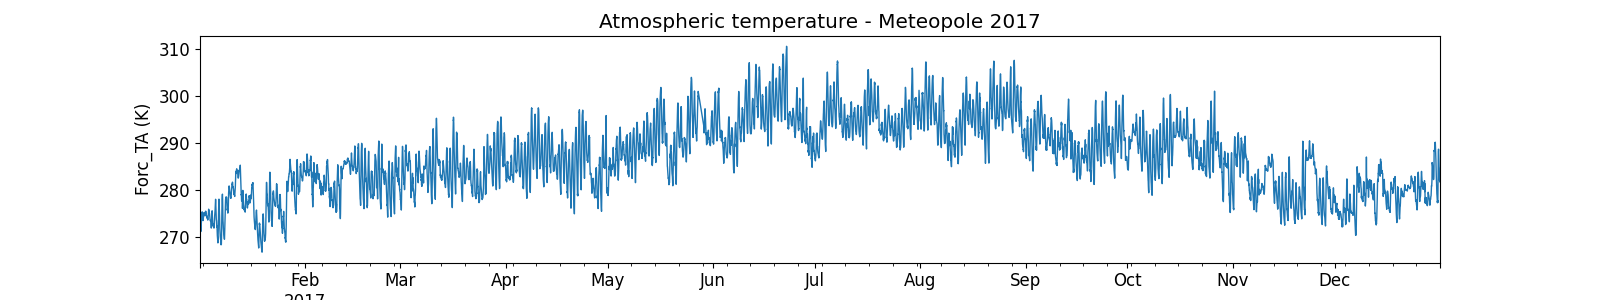 Atmospheric temperature - Meteopole 2017
310
300
290
280
270
Forc_TA (K)
Feb Mar Apr May Jun Jul Aug Sep Oct Nov Dec
2017